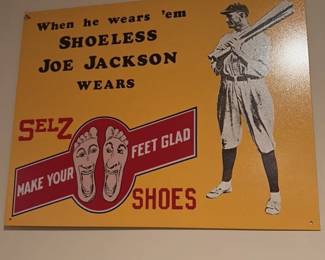 When he wears 'em
SHOELESS
JOE JACKSON
WEARS
SELZ
MAKE YOUR FEET GLAD
SHOES